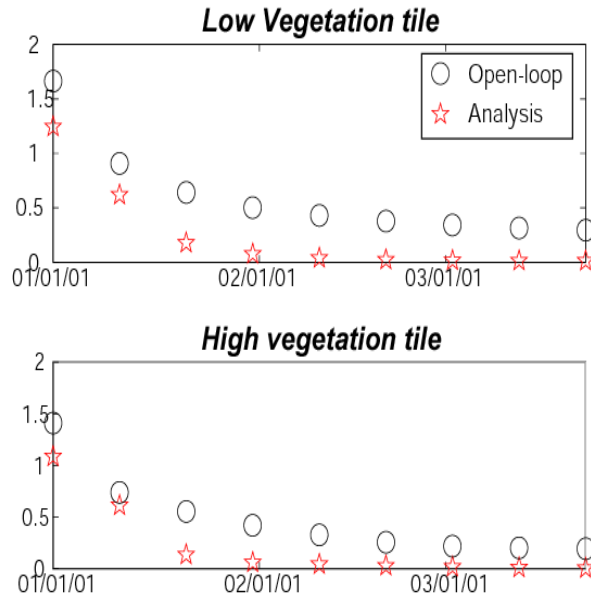 Low Vegetation tile
2
1.5
1
0.5
0
01/01/01 02/01/01 03/01/01
Open-loop
Analysis
High vegetation tile
2
1.5
1
0.5
0
01/01/01 02/01/01 03/01/01